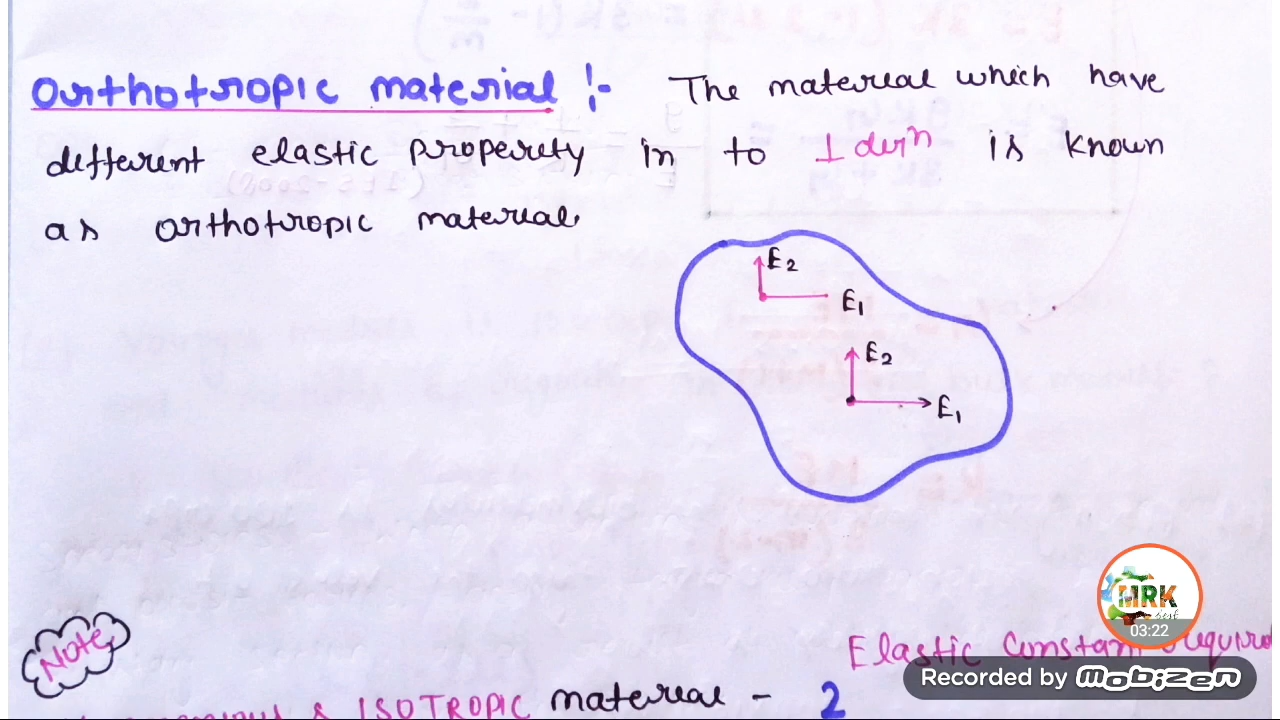 Orthotropic material :- The material which have
different elastic property in to ⊥ dirⁿ is known
as orthotropic material
E2
E1
E2
E1
Note
MRK
03:22
Elastic Constant required
Recorded by mobizen
& ISOTROPIC material - 2